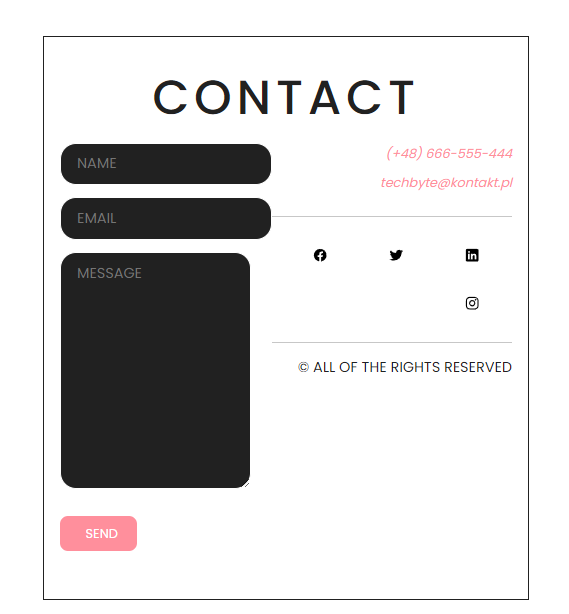 CONTACT
NAME
EMAIL
MESSAGE
SEND
(+48) 666-555-444
techbyte@kontakt.pl
© ALL OF THE RIGHTS RESERVED